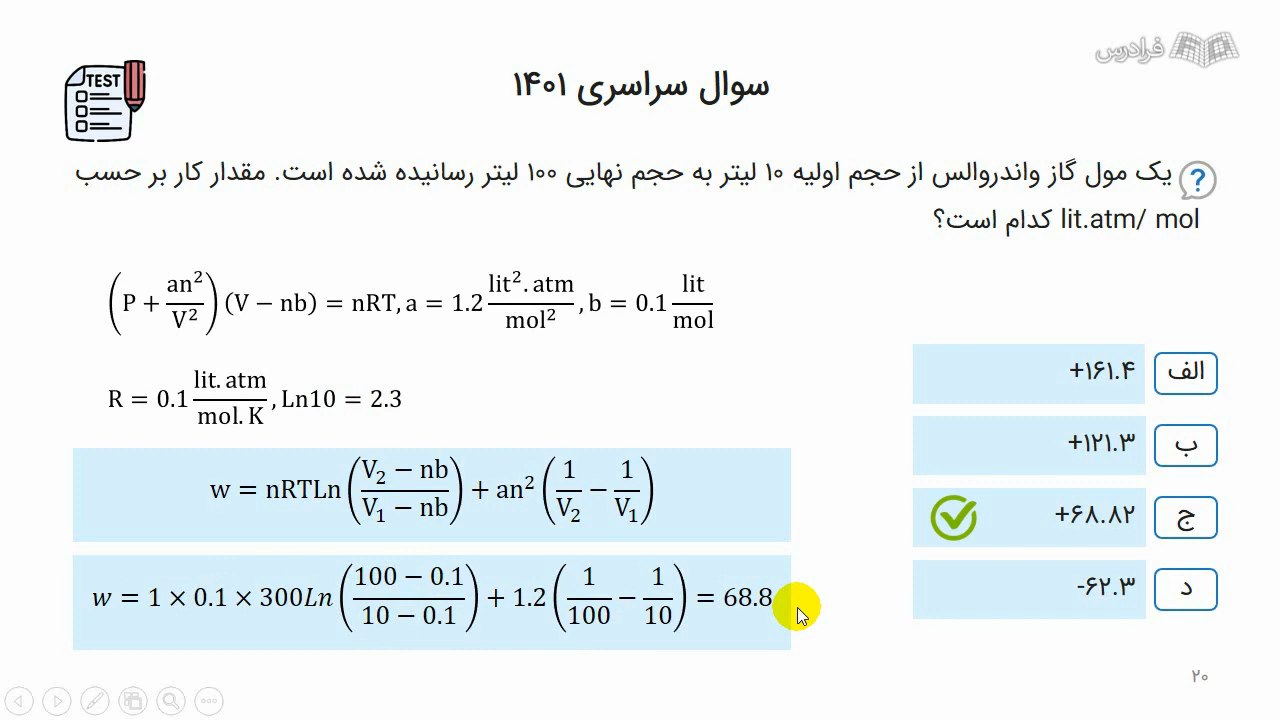 فرادرس
TEST
سوال سراسری ۱۴۰۱
? یک مول گاز واندروالس از حجم اولیه ۱۰ لیتر به حجم نهایی ۱۰۰ لیتر رسانیده شده است. مقدار کار بر حسب
lit.atm/ mol کدام است؟
(P + an²/V²)(V − nb) = nRT, a = 1.2 lit².atm/mol², b = 0.1 lit/mol
R = 0.1 lit.atm/mol.K, Ln10 = 2.3
w = nRTLn((V₂ − nb)/(V₁ − nb)) + an²(1/V₂ − 1/V₁)
w = 1 × 0.1 × 300Ln((100 − 0.1)/(10 − 0.1)) + 1.2(1/100 − 1/10) = 68.8
الف +۱۶۱.۴
ب +۱۲۱.۳
ج +۶۸.۸۲
د -۶۲.۳
۲۰